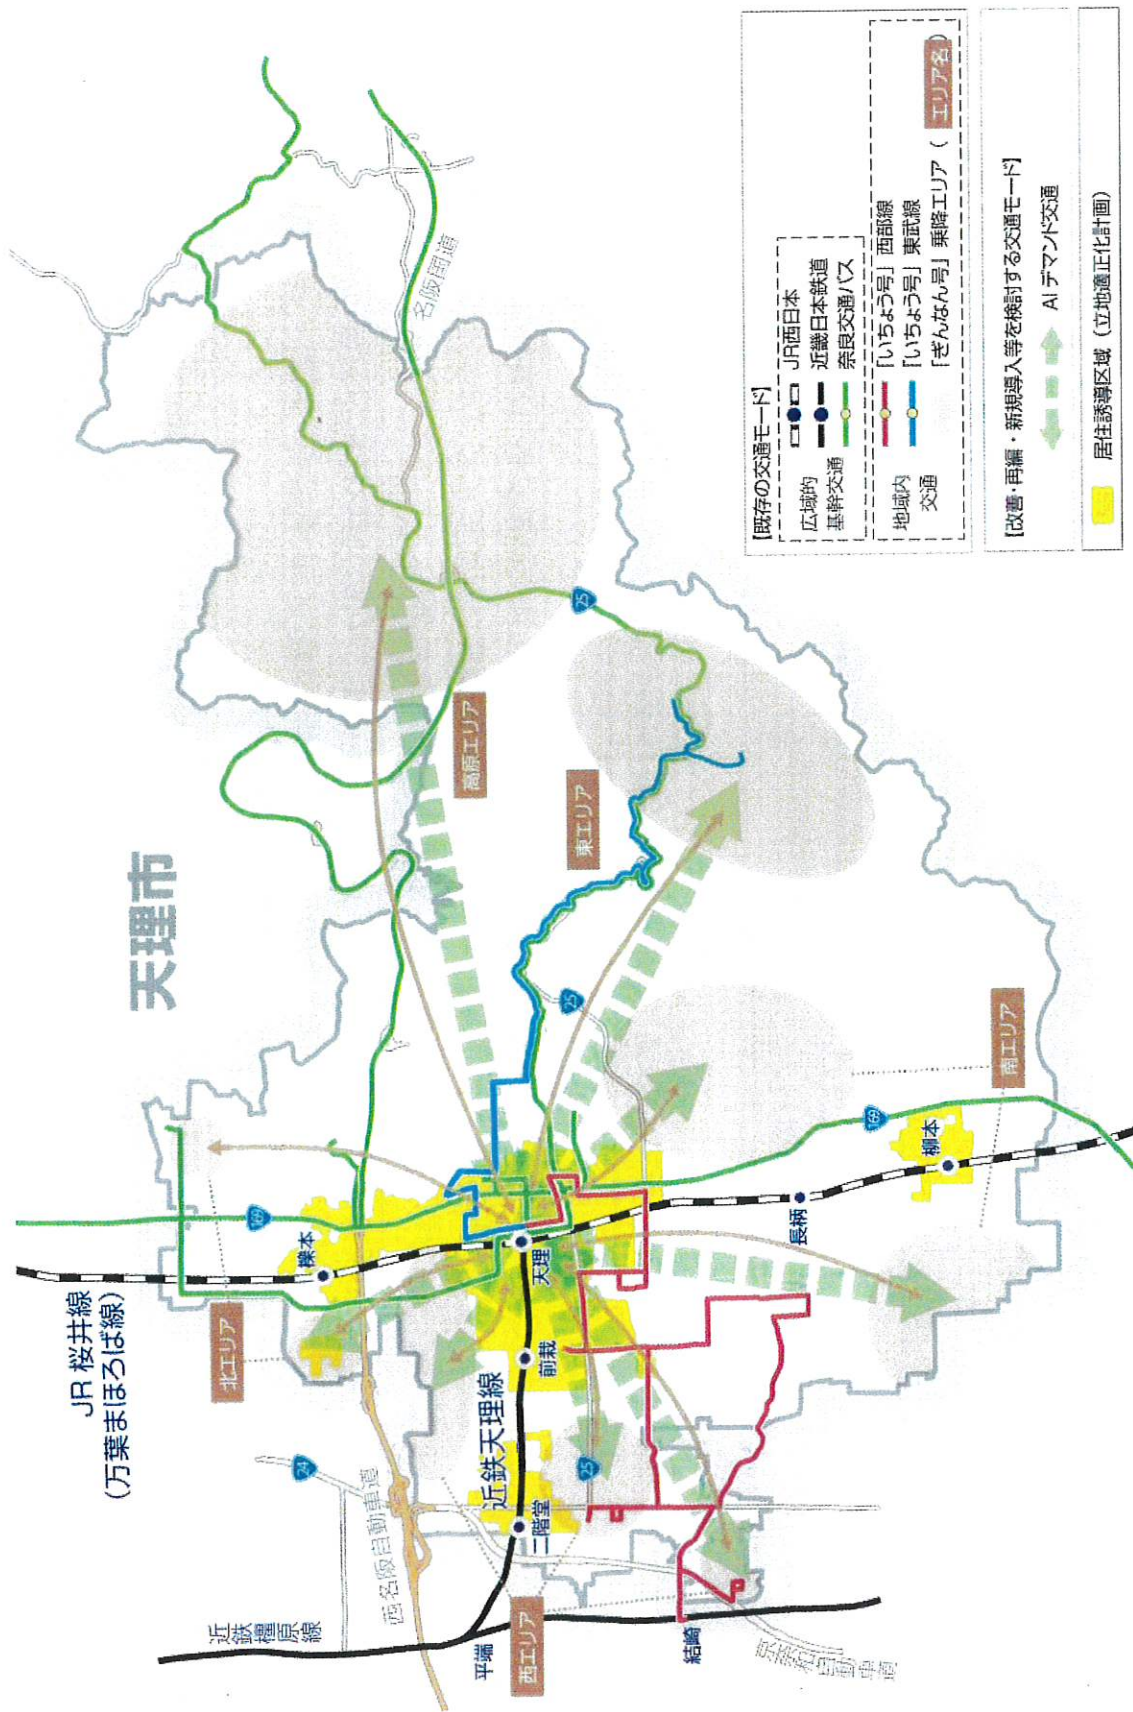 天理市
JR 桜井線
(万葉まほろば線)
近鉄天理線
近鉄橿原線
西名阪自動車道
名阪国道
京奈和自動車道
24
169
25
25
25
169
櫟本
天理
前栽
二階堂
平端
結崎
長柄
柳本
北エリア
西エリア
南エリア
東エリア
高原エリア
【既存の交通モード】
広域的
基幹交通
JR西日本
近畿日本鉄道
奈良交通バス
地域内
交通
「いちょう号」西部線
「いちょう号」東武線
「ぎんなん号」乗降エリア ( エリア名 )
【改善・再編・新規導入等を検討する交通モード】
AI デマンド交通
居住誘導区域 (立地適正化計画)